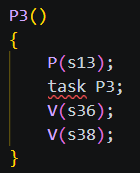 P3()
{
P(s13);
task P3;
V(s36);
V(s38);
}